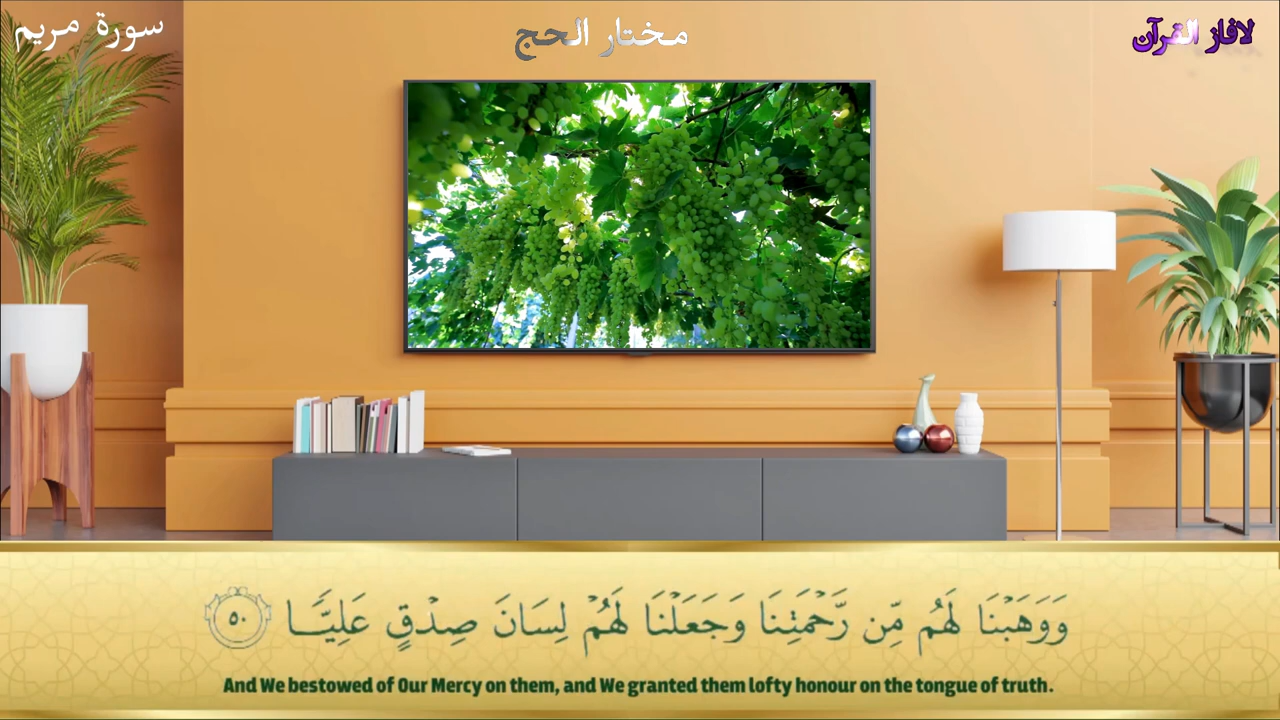 سورة مريم
مختار الحج
لافاز القرآن
وَوَهَبْنَا لَهُم مِّن رَّحْمَتِنَا وَجَعَلْنَا لَهُمْ لِسَانَ صِدْقٍ عَلِيًّا ٥٠
And We bestowed of Our Mercy on them, and We granted them lofty honour on the tongue of truth.